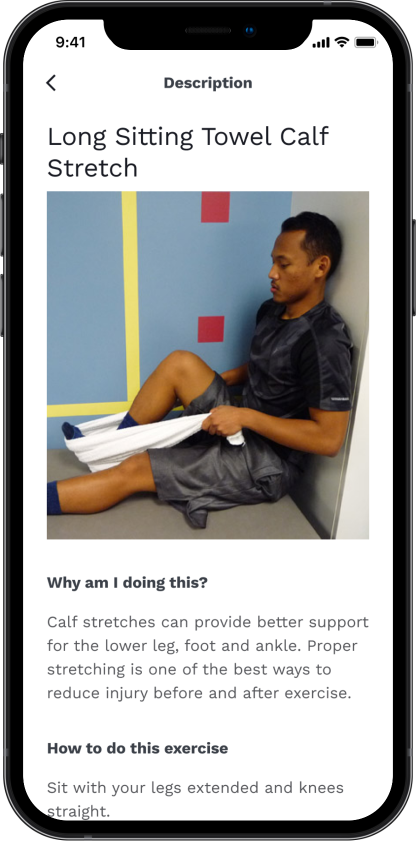 9:41
Description
Long Sitting Towel Calf
Stretch
Why am I doing this?
Calf stretches can provide better support
for the lower leg, foot and ankle. Proper
stretching is one of the best ways to
reduce injury before and after exercise.
How to do this exercise
Sit with your legs extended and knees
straight.